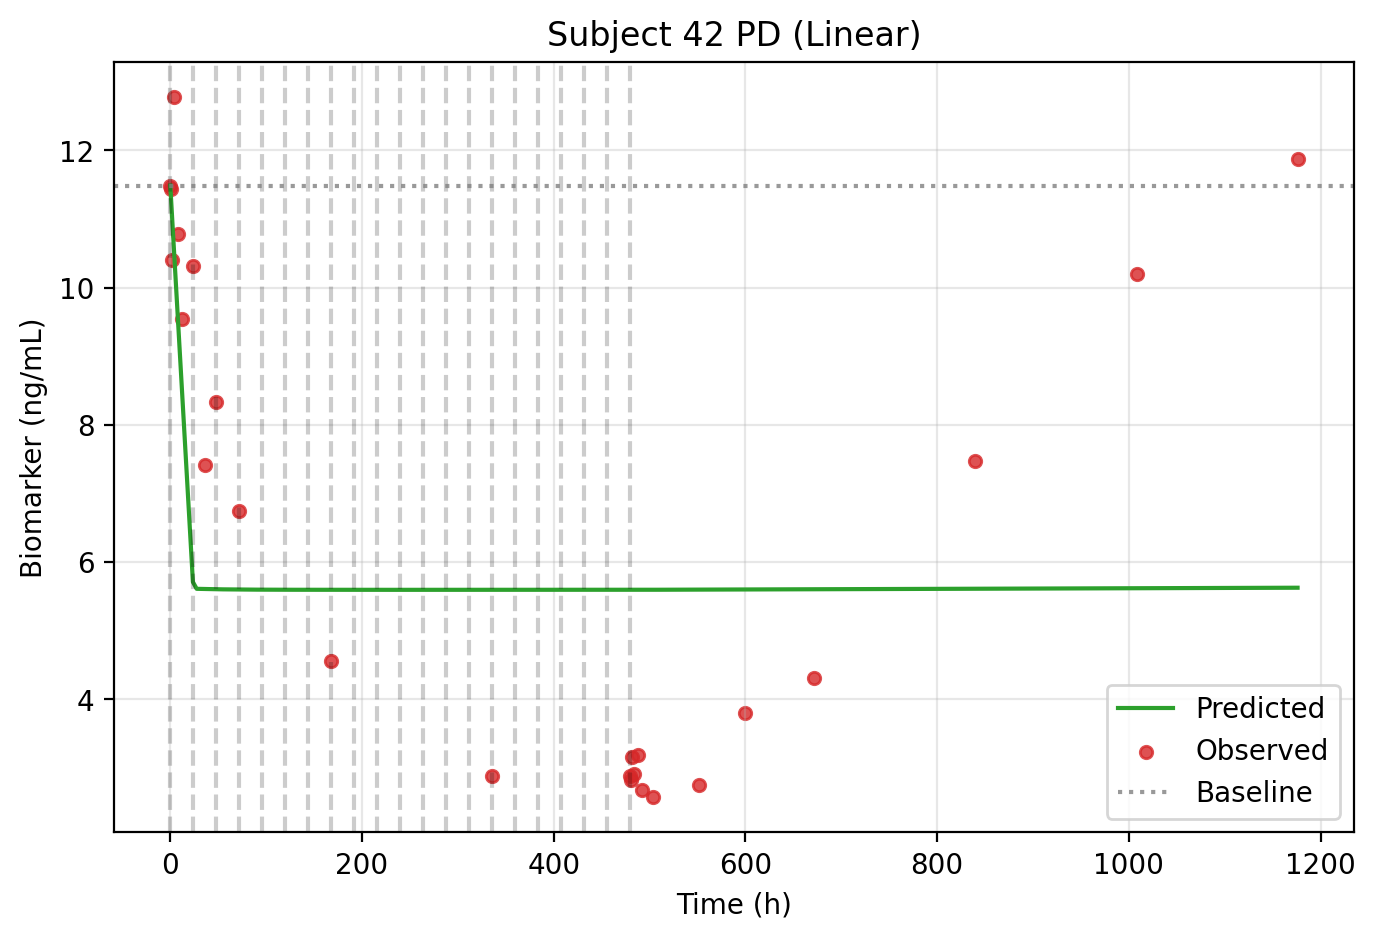 Subject 42 PD (Linear)
Biomarker (ng/mL)
12
10
8
6
4
0
200
400
600
800
1000
1200
Time (h)
Predicted
Observed
Baseline